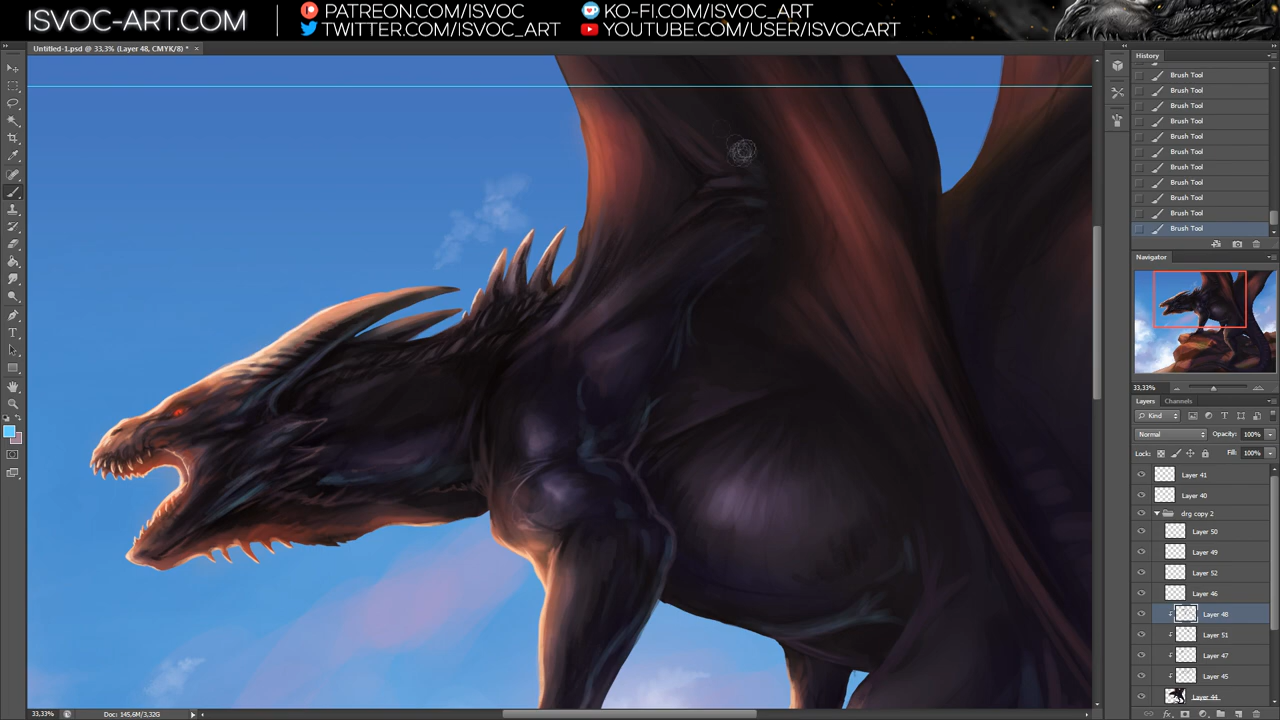 ISVOC-ART.COM
PATREON.COM/ISVOC
KO-FI.COM/ISVOC_ART
TWITTER.COM/ISVOC_ART
YOUTUBE.COM/USER/ISVOCART
Untitled-1.psd @ 33,3% (Layer 48, CMYK/8) * ×
History
Brush Tool
Brush Tool
Brush Tool
Brush Tool
Brush Tool
Brush Tool
Brush Tool
Brush Tool
Brush Tool
Brush Tool
Brush Tool
Navigator
33,33%
Layers Channels
Kind
Normal Opacity: 100%
Lock: Fill: 100%
Layer 41
Layer 40
drg copy 2
Layer 50
Layer 49
Layer 52
Layer 46
Layer 48
Layer 51
Layer 47
Layer 45
Layer 44
33,33% Doc: 145,6M/3,32G